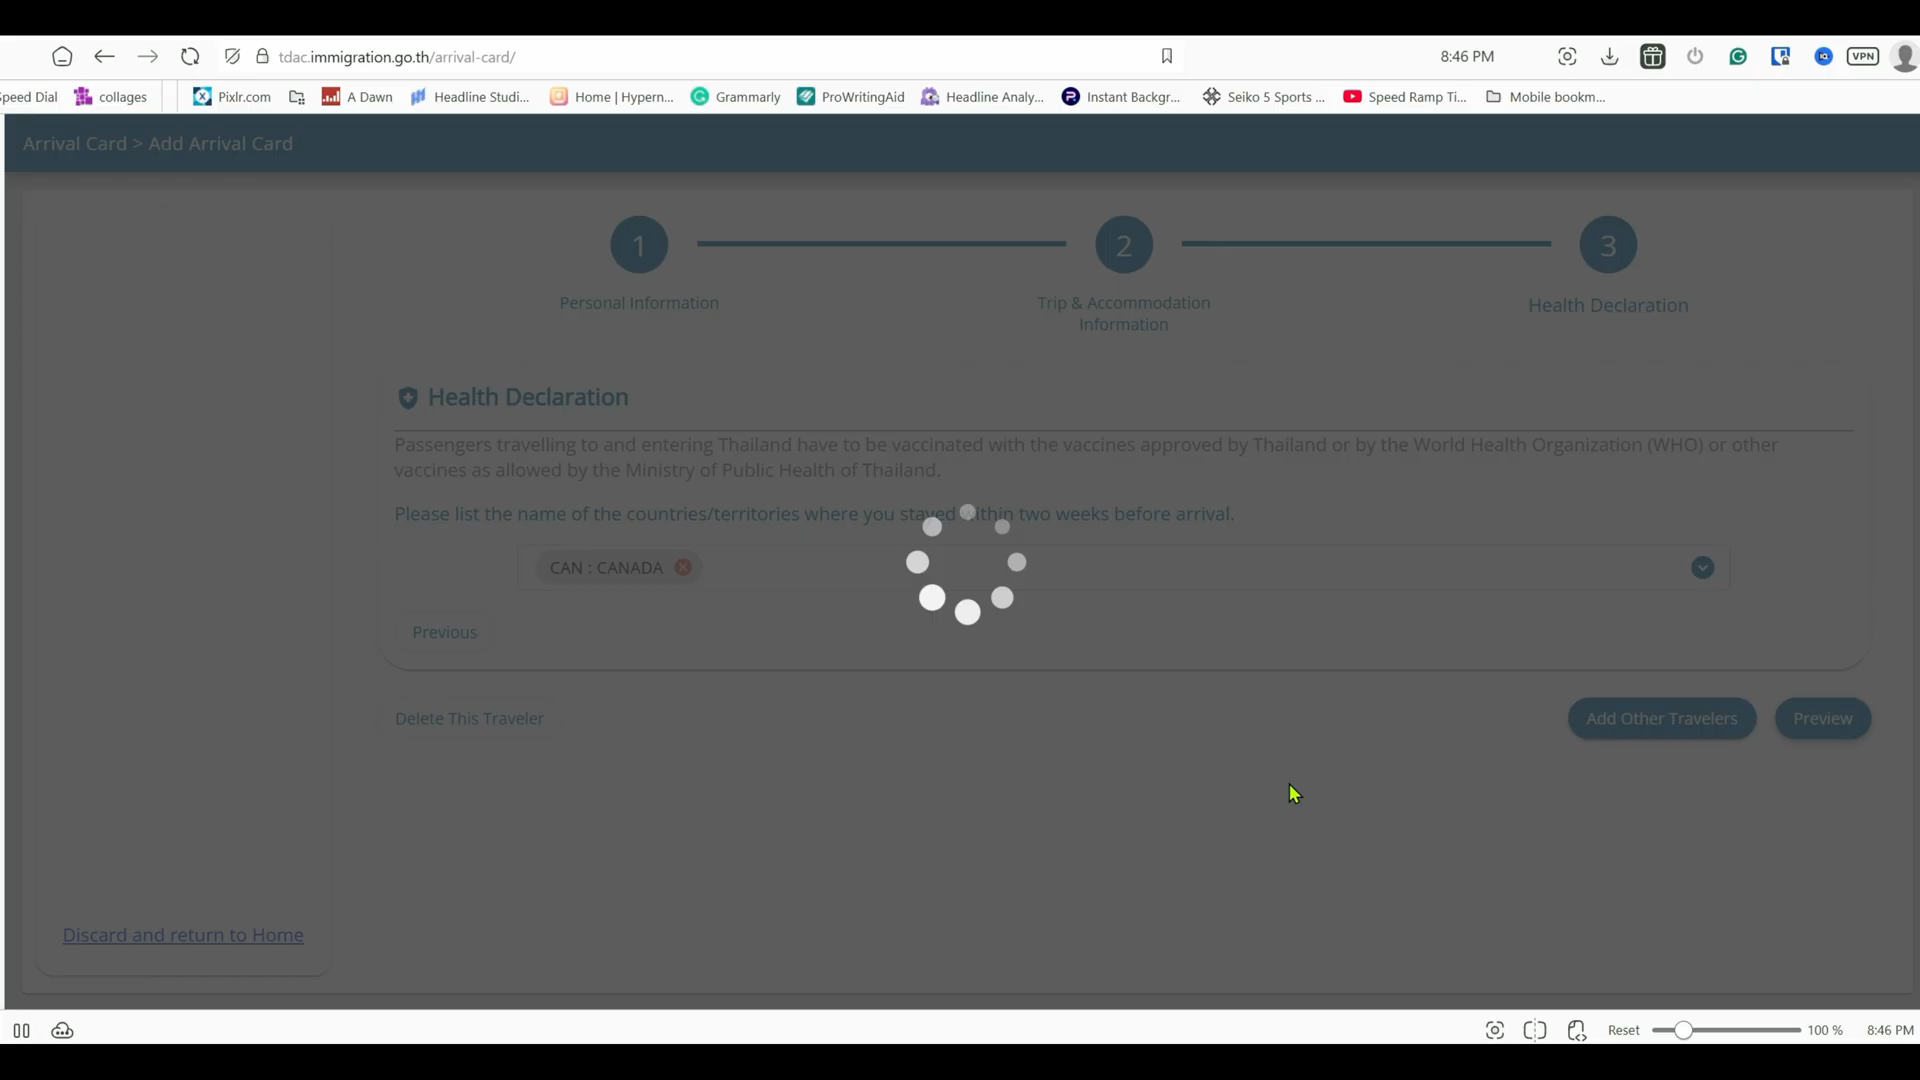 tdac.immigration.go.th/arrival-card/
8:46 PM
VPN
peed Dial
collages
Pixlr.com
A Dawn
Headline Studi...
Home | Hypern...
Grammarly
ProWritingAid
Headline Analy...
Instant Backgr...
Seiko 5 Sports ...
Speed Ramp Ti...
Mobile bookm...
Arrival Card > Add Arrival Card
1
2
3
Personal Information
Trip & Accommodation
Information
Health Declaration
Health Declaration
Passengers travelling to and entering Thailand have to be vaccinated with the vaccines approved by Thailand or by the World Health Organization (WHO) or other
vaccines as allowed by the Ministry of Public Health of Thailand.
Please list the name of the countries/territories where you stayed within two weeks before arrival.
CAN : CANADA
Previous
Delete This Traveler
Add Other Travelers
Preview
Discard and return to Home
Reset
100 %
8:46 PM